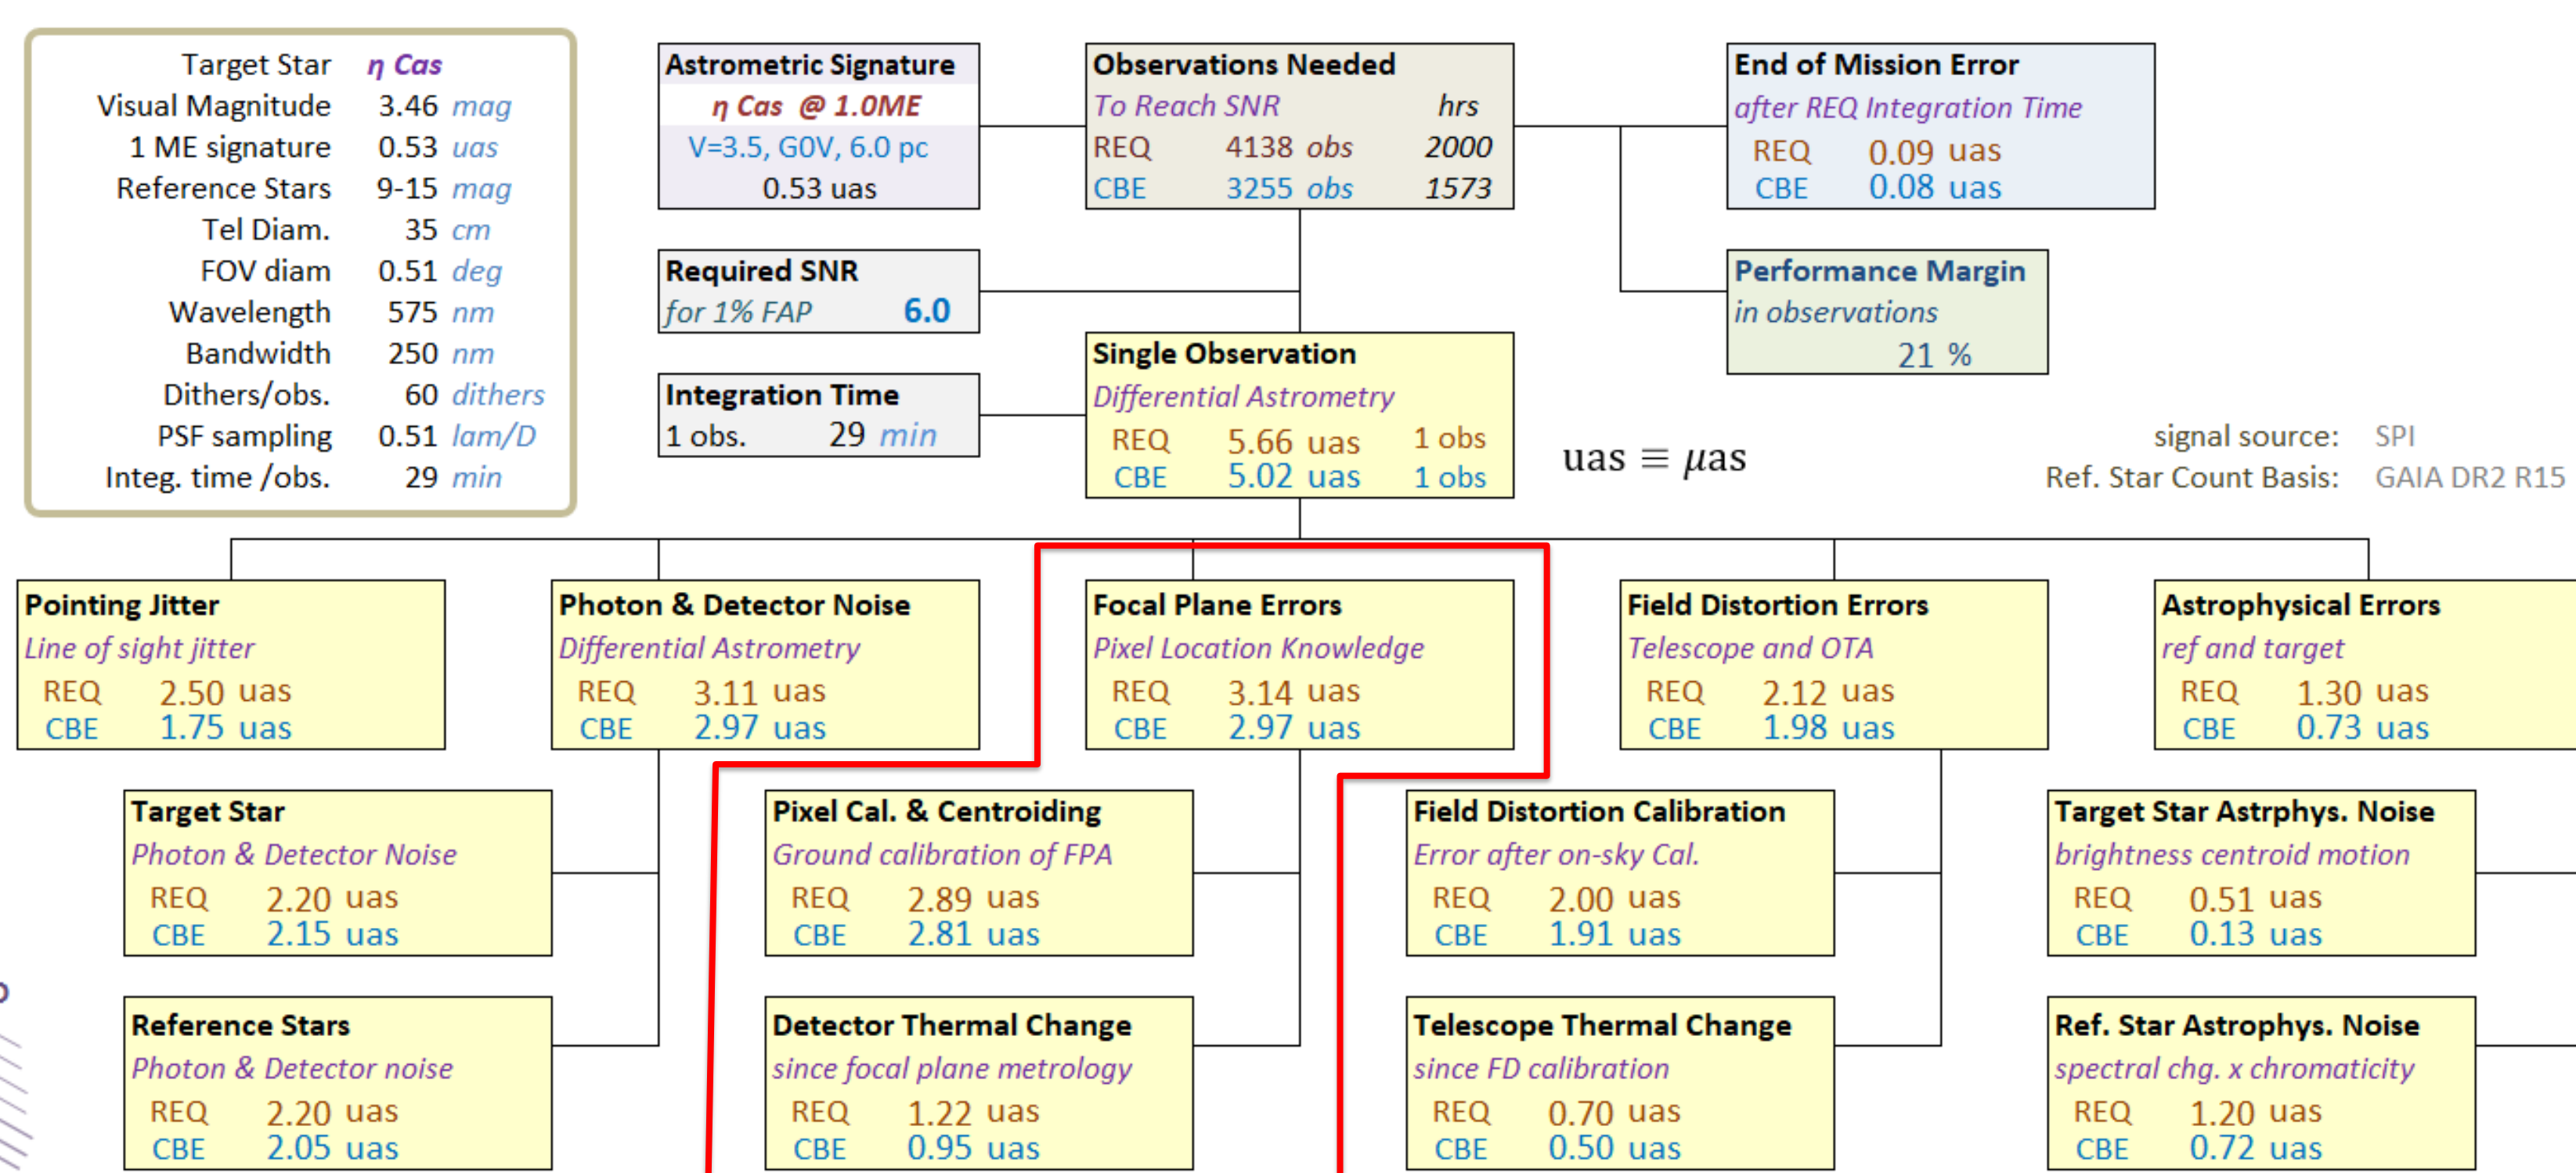 Target Star η Cas
Visual Magnitude 3.46 mag
1 ME signature 0.53 uas
Reference Stars 9-15 mag
Tel Diam. 35 cm
FOV diam 0.51 deg
Wavelength 575 nm
Bandwidth 250 nm
Dithers/obs. 60 dithers
PSF sampling 0.51 lam/D
Integ. time /obs. 29 min
Astrometric Signature
η Cas @ 1.0ME
V=3.5, G0V, 6.0 pc
0.53 uas
Observations Needed
To Reach SNR hrs
REQ 4138 obs 2000
CBE 3255 obs 1573
End of Mission Error
after REQ Integration Time
REQ 0.09 uas
CBE 0.08 uas
Required SNR
for 1% FAP 6.0
Performance Margin
in observations
21 %
Integration Time
1 obs. 29 min
Single Observation
Differential Astrometry
REQ 5.66 uas 1 obs
CBE 5.02 uas 1 obs
uas ≡ μas
signal source: SPI
Ref. Star Count Basis: GAIA DR2 R15
Pointing Jitter
Line of sight jitter
REQ 2.50 uas
CBE 1.75 uas
Photon & Detector Noise
Differential Astrometry
REQ 3.11 uas
CBE 2.97 uas
Focal Plane Errors
Pixel Location Knowledge
REQ 3.14 uas
CBE 2.97 uas
Field Distortion Errors
Telescope and OTA
REQ 2.12 uas
CBE 1.98 uas
Astrophysical Errors
ref and target
REQ 1.30 uas
CBE 0.73 uas
Target Star
Photon & Detector Noise
REQ 2.20 uas
CBE 2.15 uas
Pixel Cal. & Centroiding
Ground calibration of FPA
REQ 2.89 uas
CBE 2.81 uas
Field Distortion Calibration
Error after on-sky Cal.
REQ 2.00 uas
CBE 1.91 uas
Target Star Astrphys. Noise
brightness centroid motion
REQ 0.51 uas
CBE 0.13 uas
Reference Stars
Photon & Detector noise
REQ 2.20 uas
CBE 2.05 uas
Detector Thermal Change
since focal plane metrology
REQ 1.22 uas
CBE 0.95 uas
Telescope Thermal Change
since FD calibration
REQ 0.70 uas
CBE 0.50 uas
Ref. Star Astrophys. Noise
spectral chg. x chromaticity
REQ 1.20 uas
CBE 0.72 uas